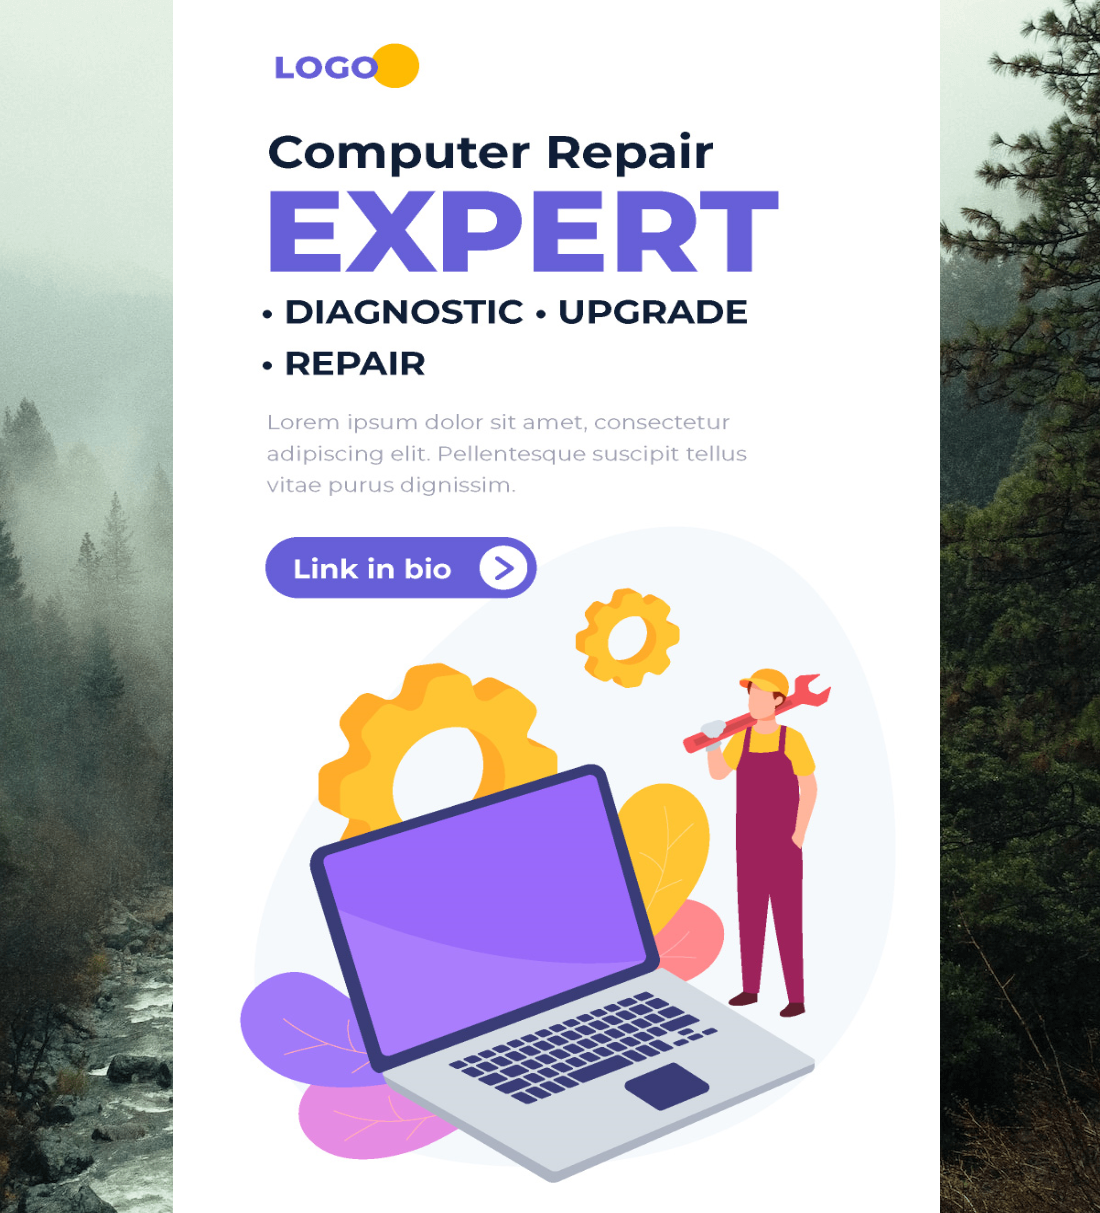 LOGO
Computer Repair
EXPERT
• DIAGNOSTIC • UPGRADE
• REPAIR
Lorem ipsum dolor sit amet, consectetur
adipiscing elit. Pellentesque suscipit tellus
vitae purus dignissim.
Link in bio